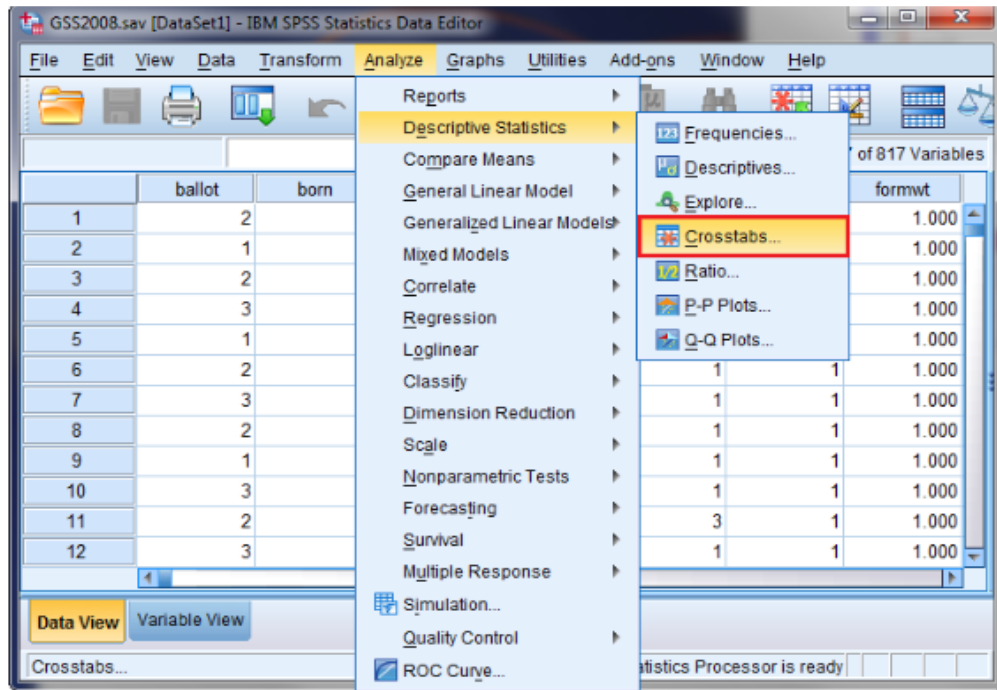 GSS2008.sav [DataSet1] - IBM SPSS Statistics Data Editor
File Edit View Data Transform Analyze Graphs Utilities Add-ons Window Help
Reports
Descriptive Statistics
Compare Means
General Linear Model
Generalized Linear Models
Mixed Models
Correlate
Regression
Loglinear
Classify
Dimension Reduction
Scale
Nonparametric Tests
Forecasting
Survival
Multiple Response
Simulation...
Quality Control
ROC Curve...
123 Frequencies...
Descriptives...
Explore...
Crosstabs...
1/2 Ratio...
P-P Plots...
Q-Q Plots...
of 817 Variables
ballot born formwt
1 2 1.000
2 1 1.000
3 2 1.000
4 3 1.000
5 1 1.000
6 2 1 1 1.000
7 3 1 1 1.000
8 2 1 1 1.000
9 1 1 1 1.000
10 3 1 1 1.000
11 2 3 1 1.000
12 3 1 1 1.000
Data View Variable View
Crosstabs... Processor is ready